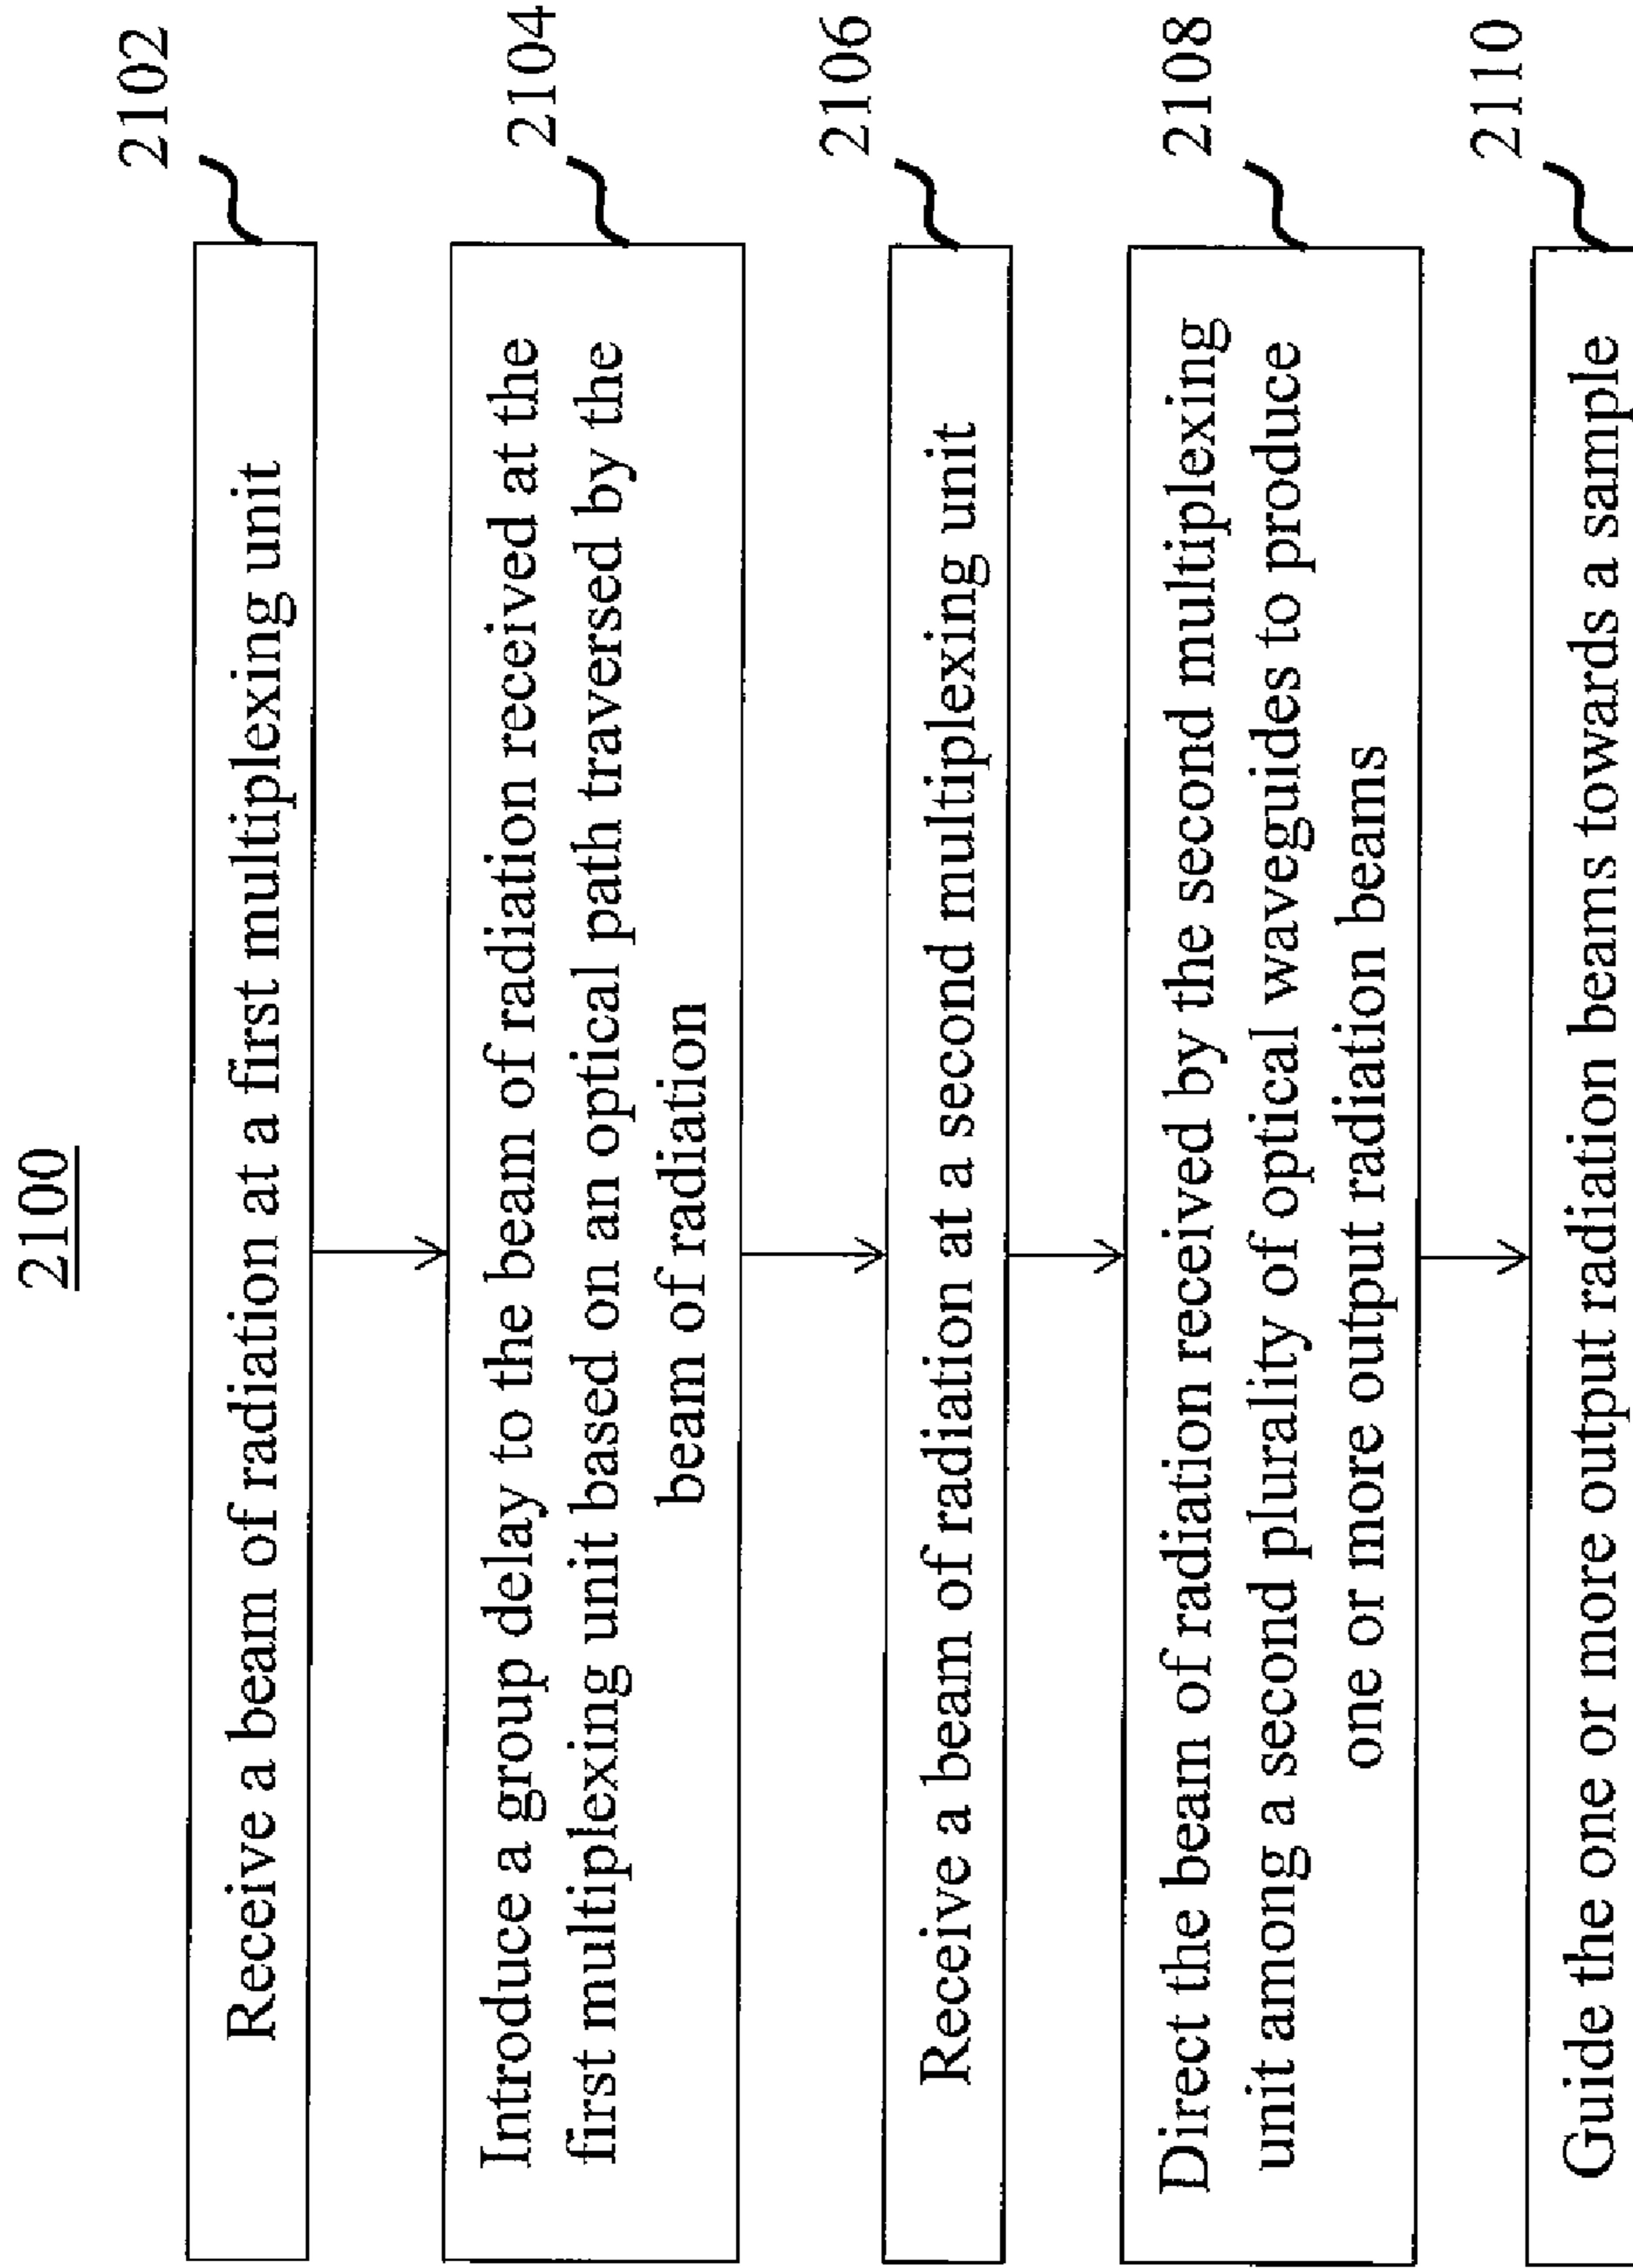 2100
Receive a beam of radiation at a first multiplexing unit
2102
Introduce a group delay to the beam of radiation received at the
first multiplexing unit based on an optical path traversed by the
beam of radiation
2104
Receive a beam of radiation at a second multiplexing unit
2106
Direct the beam of radiation received by the second multiplexing
unit among a second plurality of optical waveguides to produce
one or more output radiation beams
2108
Guide the one or more output radiation beams towards a sample
2110